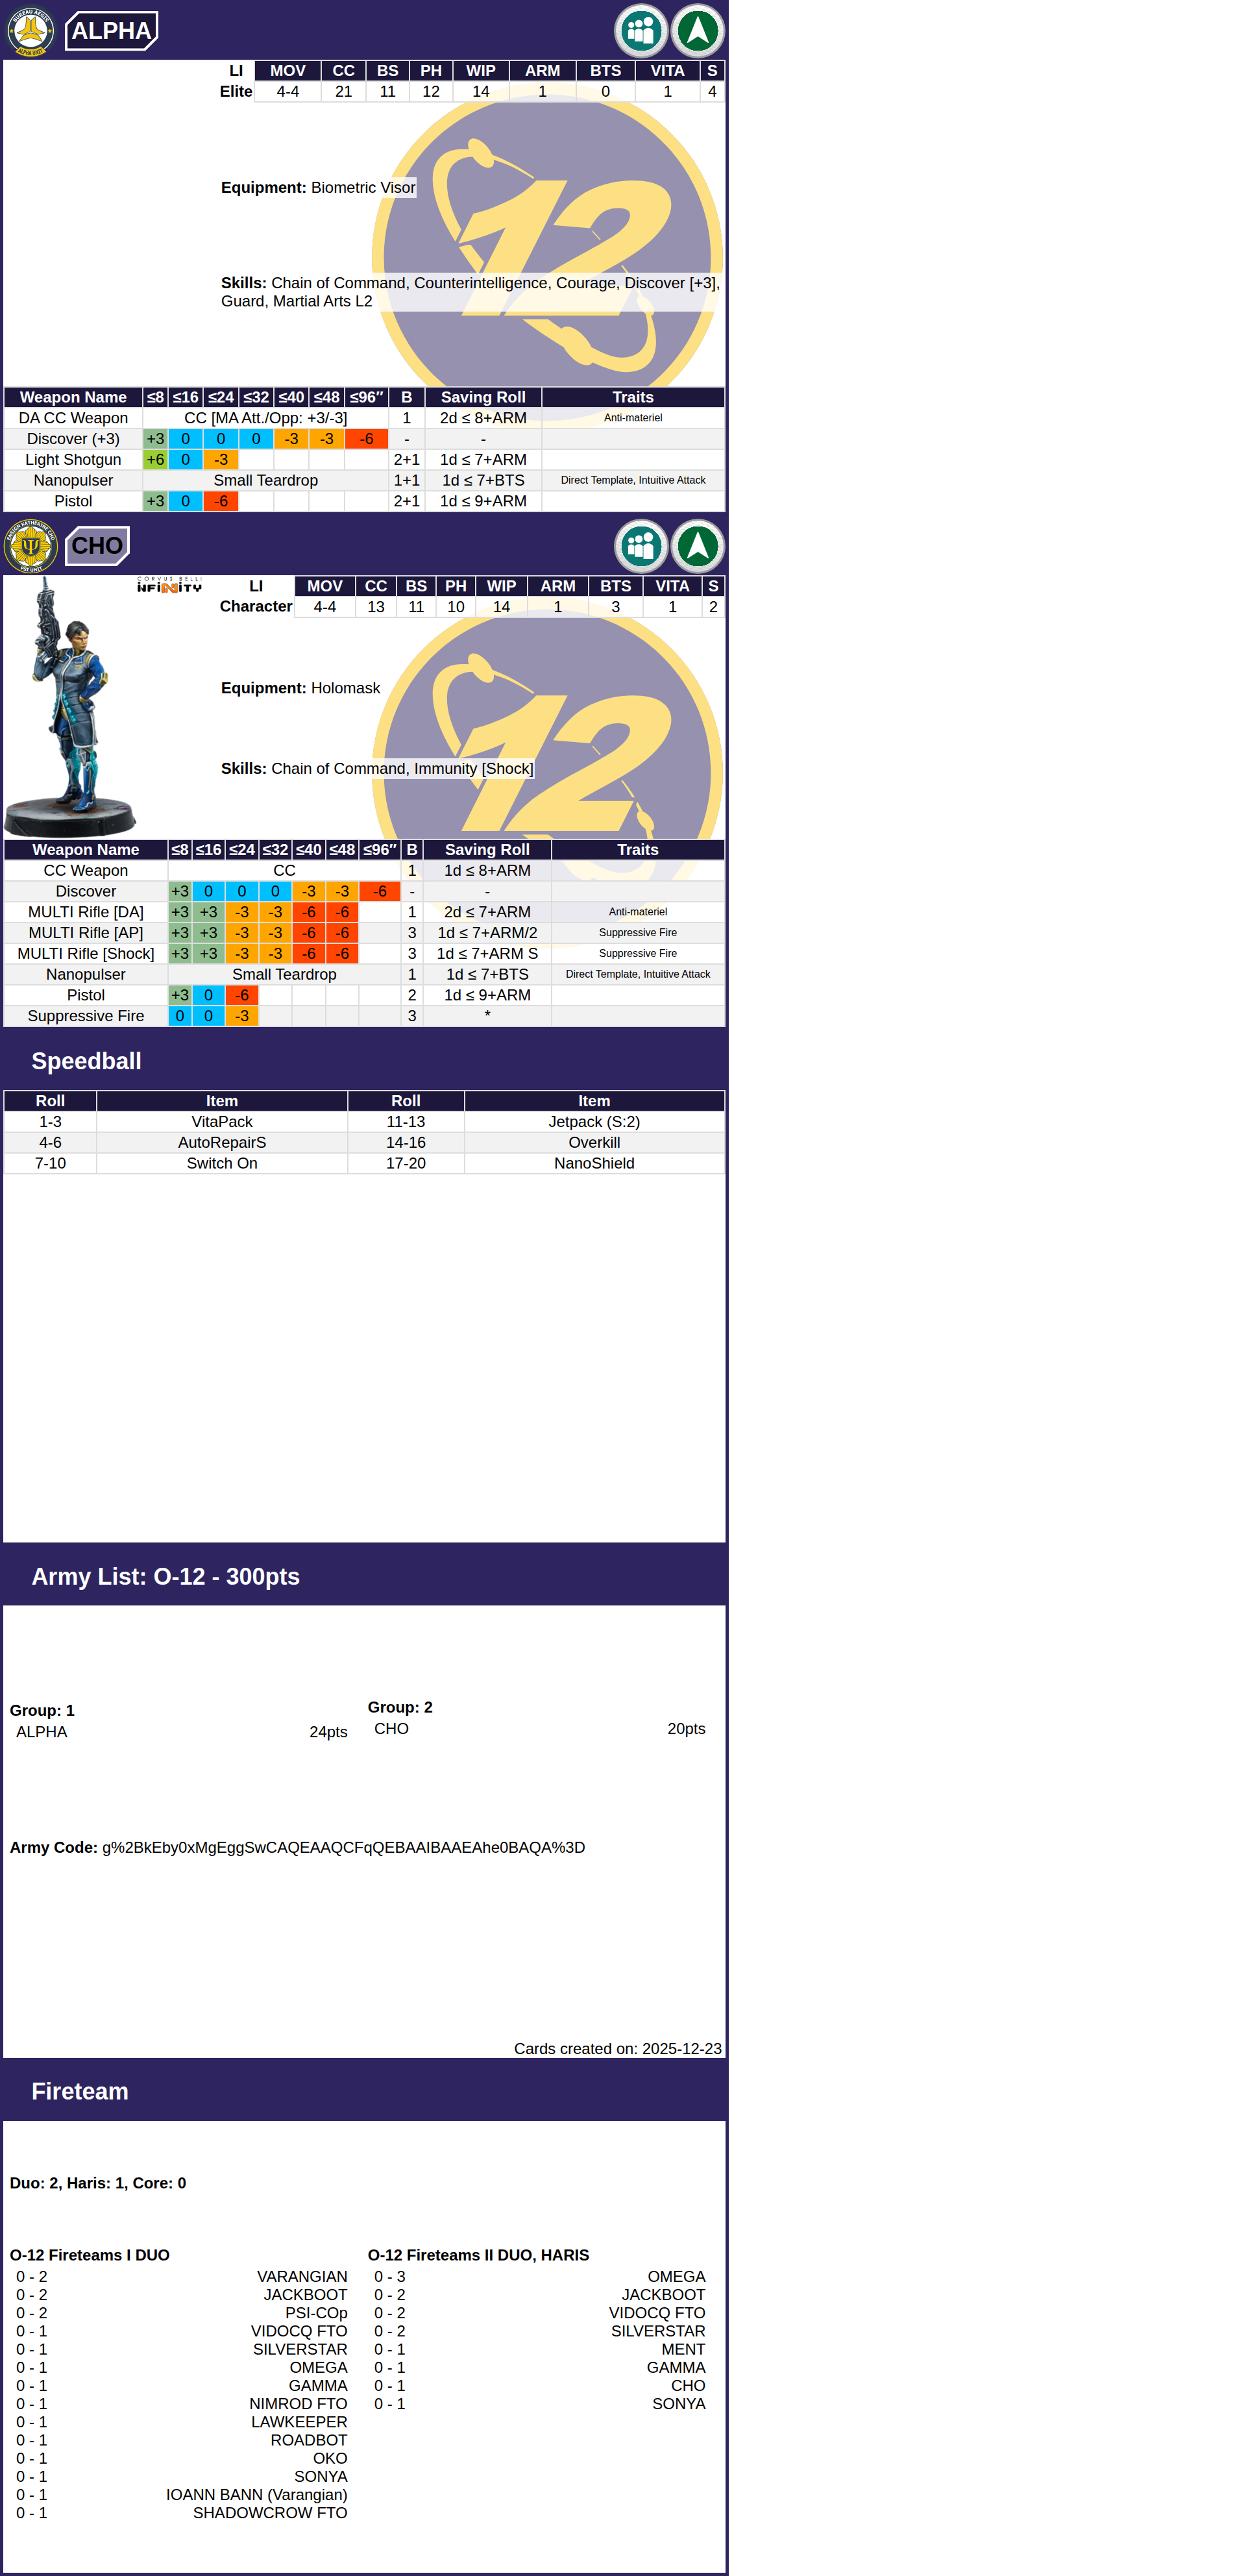 BUREAU AEGIS
ALPHA UNIT
ALPHA
LI MOV CC BS PH WIP ARM BTS VITA S
Elite 4-4 21 11 12 14 1 0 1 4
12
Equipment: Biometric Visor
Skills: Chain of Command, Counterintelligence, Courage, Discover [+3],
Guard, Martial Arts L2
Weapon Name ≤8 ≤16 ≤24 ≤32 ≤40 ≤48 ≤96″ B Saving Roll Traits
DA CC Weapon CC [MA Att./Opp: +3/-3] 1 2d ≤ 8+ARM Anti-materiel
Discover (+3) +3 0 0 0 -3 -3 -6 - -
Light Shotgun +6 0 -3 2+1 1d ≤ 7+ARM
Nanopulser Small Teardrop 1+1 1d ≤ 7+BTS Direct Template, Intuitive Attack
Pistol +3 0 -6 2+1 1d ≤ 9+ARM
ENSIGN KATHERINE CHO
PSI UNIT
CHO
CORVUS BELLI
INFINITY
LI MOV CC BS PH WIP ARM BTS VITA S
Character 4-4 13 11 10 14 1 3 1 2
12
Equipment: Holomask
Skills: Chain of Command, Immunity [Shock]
Weapon Name ≤8 ≤16 ≤24 ≤32 ≤40 ≤48 ≤96″ B Saving Roll Traits
CC Weapon CC 1 1d ≤ 8+ARM
Discover +3 0 0 0 -3 -3 -6 - -
MULTI Rifle [DA] +3 +3 -3 -3 -6 -6 1 2d ≤ 7+ARM Anti-materiel
MULTI Rifle [AP] +3 +3 -3 -3 -6 -6 3 1d ≤ 7+ARM/2 Suppressive Fire
MULTI Rifle [Shock] +3 +3 -3 -3 -6 -6 3 1d ≤ 7+ARM S Suppressive Fire
Nanopulser Small Teardrop 1 1d ≤ 7+BTS Direct Template, Intuitive Attack
Pistol +3 0 -6 2 1d ≤ 9+ARM
Suppressive Fire 0 0 -3 3 *
Speedball
Roll Item Roll Item
1-3 VitaPack 11-13 Jetpack (S:2)
4-6 AutoRepairS 14-16 Overkill
7-10 Switch On 17-20 NanoShield
Army List: O-12 - 300pts
Group: 1
ALPHA 24pts
Group: 2
CHO 20pts
Army Code: g%2BkEby0xMgEggSwCAQEAAQCFqQEBAAIBAAEAhe0BAQA%3D
Cards created on: 2025-12-23
Fireteam
Duo: 2, Haris: 1, Core: 0
O-12 Fireteams I DUO
0 - 2 VARANGIAN
0 - 2 JACKBOOT
0 - 2 PSI-COp
0 - 1 VIDOCQ FTO
0 - 1 SILVERSTAR
0 - 1 OMEGA
0 - 1 GAMMA
0 - 1 NIMROD FTO
0 - 1 LAWKEEPER
0 - 1 ROADBOT
0 - 1 OKO
0 - 1 SONYA
0 - 1 IOANN BANN (Varangian)
0 - 1 SHADOWCROW FTO
O-12 Fireteams II DUO, HARIS
0 - 3 OMEGA
0 - 2 JACKBOOT
0 - 2 VIDOCQ FTO
0 - 2 SILVERSTAR
0 - 1 MENT
0 - 1 GAMMA
0 - 1 CHO
0 - 1 SONYA